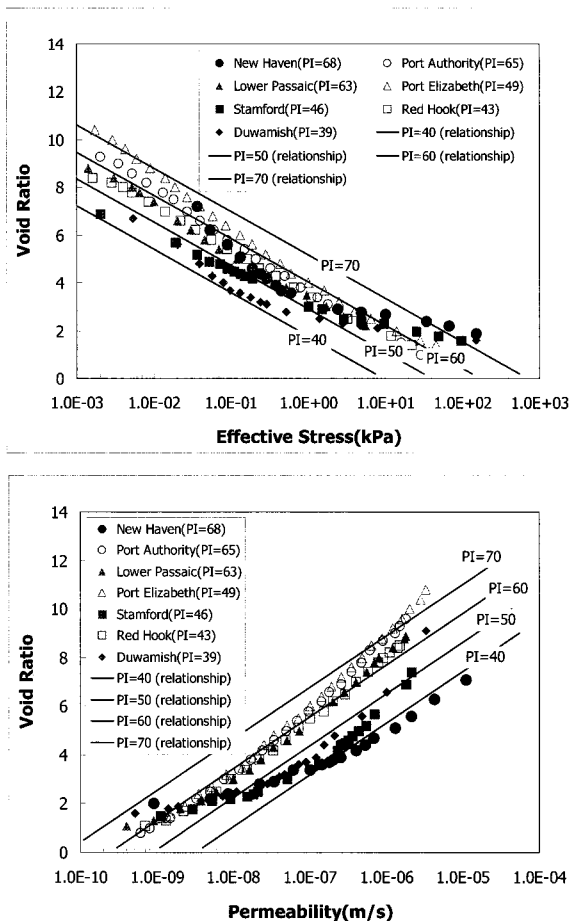 14
12
10
8
6
4
2
0
Void Ratio
New Haven(PI=68)
Port Authority(PI=65)
Lower Passaic(PI=63)
Port Elizabeth(PI=49)
Stamford(PI=46)
Red Hook(PI=43)
Duwamish(PI=39)
PI=40 (relationship)
PI=50 (relationship)
PI=60 (relationship)
PI=70 (relationship)
PI=70
PI=40
PI=50
PI=60
1.0E-03
1.0E-02
1.0E-01
1.0E+00
1.0E+01
1.0E+02
1.0E+03
Effective Stress(kPa)
14
12
10
8
6
4
2
0
Void Ratio
New Haven(PI=68)
Port Authority(PI=65)
Lower Passaic(PI=63)
Port Elizabeth(PI=49)
Stamford(PI=46)
Red Hook(PI=43)
Duwamish(PI=39)
PI=40 (relationship)
PI=50 (relationship)
PI=60 (relationship)
PI=70 (relationship)
PI=70
PI=60
PI=50
PI=40
1.0E-10
1.0E-09
1.0E-08
1.0E-07
1.0E-06
1.0E-05
1.0E-04
Permeability(m/s)